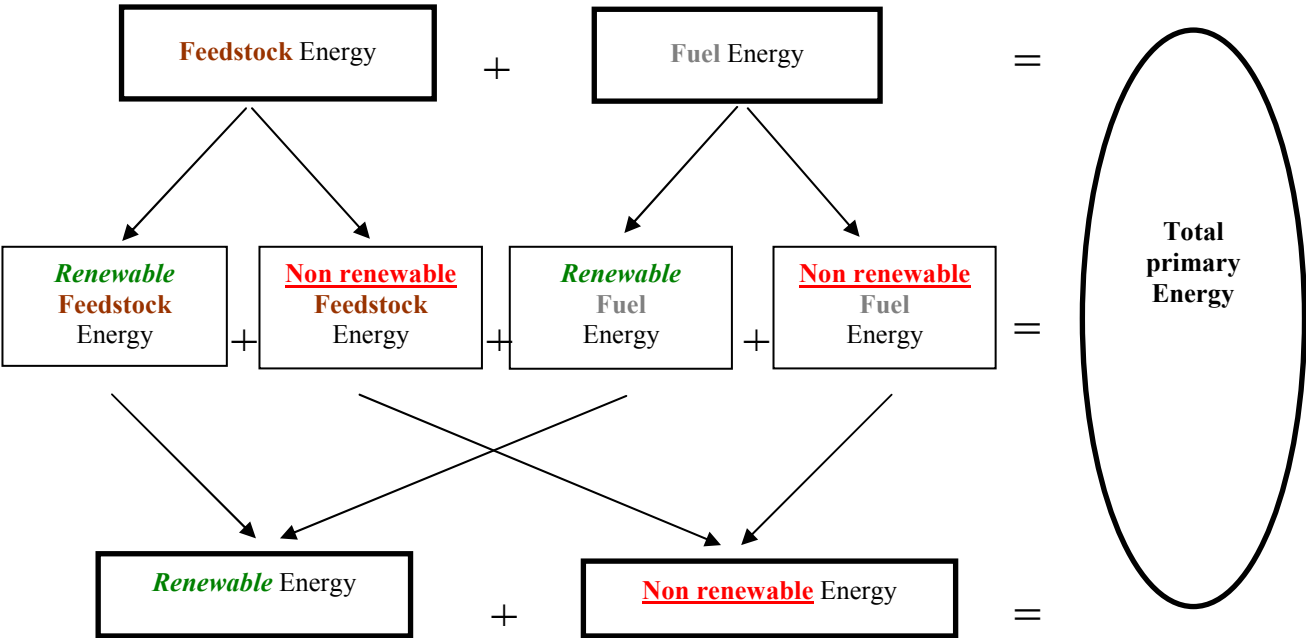 Feedstock Energy + Fuel Energy =
Renewable
Feedstock
Energy
+
Non renewable
Feedstock
Energy
+
Renewable
Fuel
Energy
+
Non renewable
Fuel
Energy
=
Total
primary
Energy
Renewable Energy + Non renewable Energy =